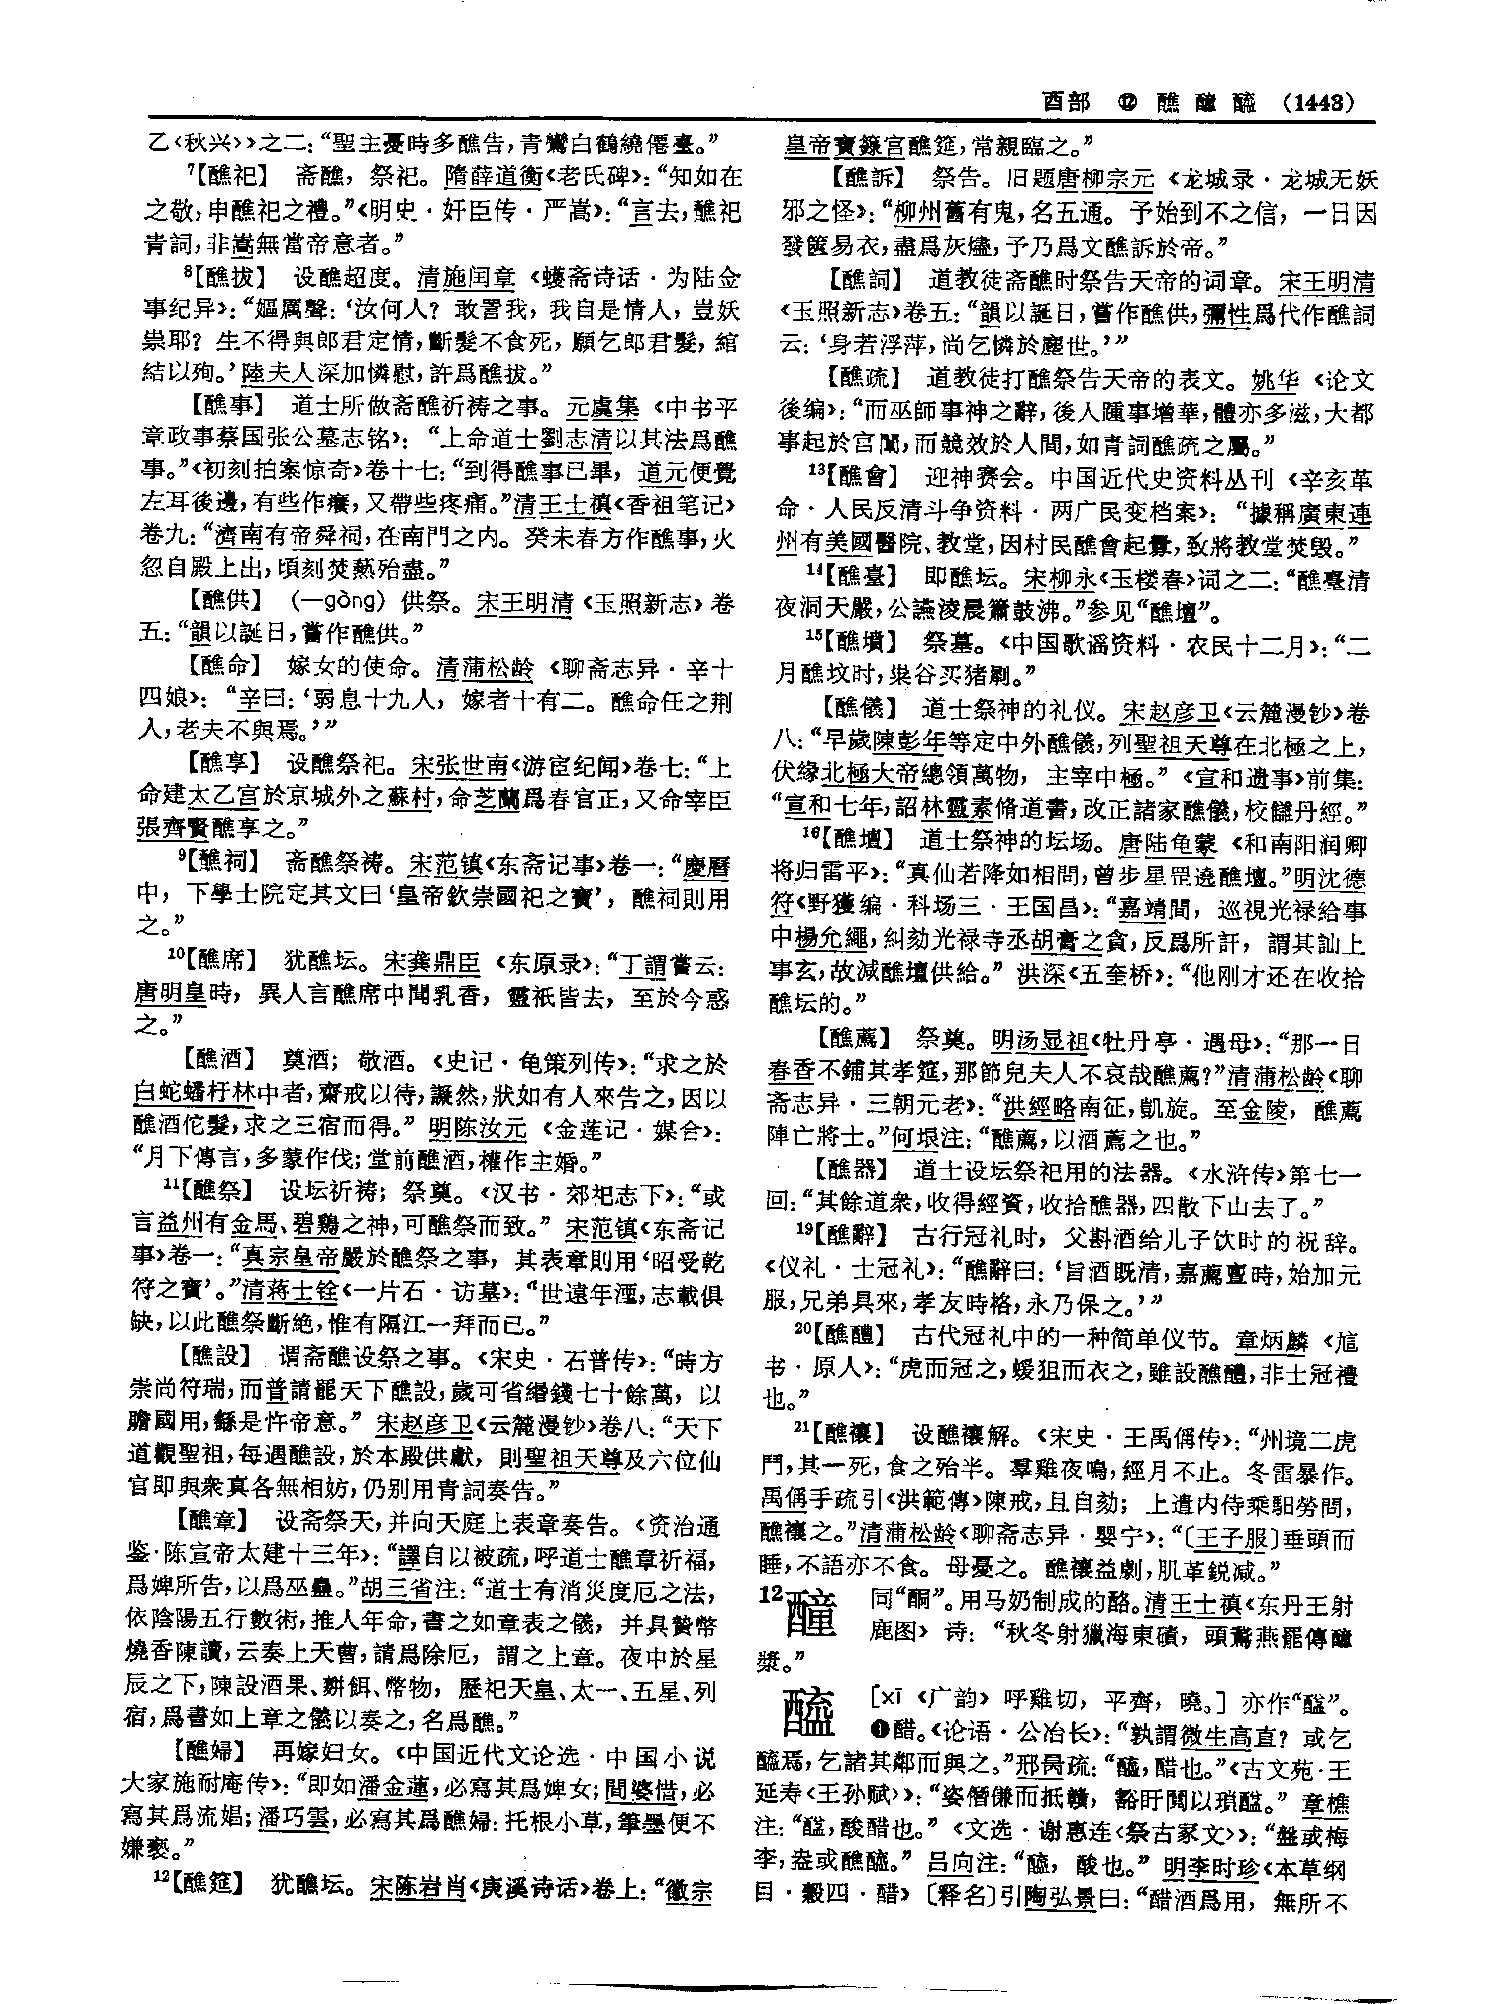 酉部 ⑫ 醮 醵 醯 (1443)
乙《秋兴》之二：“聖主憂時多醮告，青鸞白鶴繞僊臺。”
⁷【醮祀】 斋醮，祭祀。隋薛道衡《老氏碑》：“知如在
之敬，申醮祀之禮。”《明史·奸臣传·严嵩》：“言去，醮祀
青詞，非嵩無當帝意者。”
⁸【醮拔】 设醮超度。清施闰章《蠖斋诗话·为陆金
事纪异》：“嫗厲聲：‘汝何人？敢詈我，我自是情人，豈妖
祟耶？生不得與郎君定情，斷髮不食死，願乞郎君髮，綰
結以殉。’陸夫人深加憐慰，許爲醮拔。”
【醮事】 道士所做斋醮祈祷之事。元虞集《中书平
章政事蔡国张公墓志铭》：“上命道士劉志清以其法爲醮
事。”《初刻拍案惊奇》卷十七：“到得醮事已畢，道元便覺
左耳後邊，有些作癢，又帶些疼痛。”清王士禛《香祖笔记》
卷九：“濟南有帝舜祠，在南門之内。癸未春方作醮事，火
忽自殿上出，頃刻焚爇殆盡。”
【醮供】 (—gòng) 供祭。宋王明清《玉照新志》卷
五：“韻以誕日，嘗作醮供。”
【醮命】 嫁女的使命。清蒲松龄《聊斋志异·辛十
四娘》：“辛曰：‘弱息十九人，嫁者十有二。醮命任之荆
人，老夫不與焉。’”
【醮享】 设醮祭祀。宋张世南《游宦纪闻》卷七：“上
命建太乙宫於京城外之蘇村，命芝蘭爲春官正，又命宰臣
張齊賢醮享之。”
⁹【醮祠】 斋醮祭祷。宋范镇《东斋记事》卷一：“慶曆
中，下學士院定其文曰‘皇帝欽崇國祀之寶’，醮祠則用
之。”
¹⁰【醮席】 犹醮坛。宋龚鼎臣《东原录》：“丁謂嘗云：
唐明皇時，異人言醮席中聞乳香，靈祇皆去，至於今惑
之。”
【醮酒】 奠酒；敬酒。《史记·龟策列传》：“求之於
白蛇蟠杅林中者，齋戒以待，譺然，狀如有人來告之，因以
醮酒佗髮，求之三宿而得。”明陈汝元《金莲记·媒合》：
“月下傳言，多蒙作伐；堂前醮酒，權作主婚。”
¹¹【醮祭】 设坛祈祷；祭奠。《汉书·郊祀志下》：“或
言益州有金馬、碧鷄之神，可醮祭而致。”宋范镇《东斋记
事》卷一：“真宗皇帝嚴於醮祭之事，其表章則用‘昭受乾
符之寶’。”清蒋士铨《一片石·访墓》：“世遠年湮，志載俱
缺，以此醮祭斷絶，惟有隔江一拜而已。”
【醮設】 谓斋醮设祭之事。《宋史·石普传》：“時方
崇尚符瑞，而普請罷天下醮設，歲可省緡錢七十餘萬，以
贍國用，繇是忤帝意。”宋赵彦卫《云麓漫钞》卷八：“天下
道觀聖祖，每遇醮設，於本殿供獻，則聖祖天尊及六位仙
官即與衆真各無相妨，仍别用青詞奏告。”
【醮章】 设斋祭天，并向天庭上表章奏告。《资治通
鉴·陈宣帝太建十三年》：“譯自以被疏，呼道士醮章祈福，
爲婢所告，以爲巫蠱。”胡三省注：“道士有消災度厄之法，
依陰陽五行數術，推人年命，書之如章表之儀，并具贄幣
燒香陳讀，云奏上天曹，請爲除厄，謂之上章。夜中於星
辰之下，陳設酒果、䴵餌、幣物，歷祀天皇、太一、五星、列
宿，爲書如上章之儀以奏之，名爲醮。”
【醮婦】 再嫁妇女。《中国近代文论选·中国小说
大家施耐庵传》：“即如潘金蓮，必寫其爲婢女；閻婆惜，必
寫其爲流娼；潘巧雲，必寫其爲醮婦：托根小草，筆墨便不
嫌褻。”
¹²【醮筵】 犹醮坛。宋陈岩肖《庚溪诗话》卷上：“徽宗
皇帝寶籙宫醮筵，常親臨之。”
【醮訴】 祭告。旧题唐柳宗元《龙城录·龙城无妖
邪之怪》：“柳州舊有鬼，名五通。予始到不之信，一日因
發篋易衣，盡爲灰燼，予乃爲文醮訴於帝。”
【醮詞】 道教徒斋醮时祭告天帝的词章。宋王明清
《玉照新志》卷五：“韻以誕日，嘗作醮供，彌性爲代作醮詞
云：‘身若浮萍，尚乞憐於塵世。’”
【醮疏】 道教徒打醮祭告天帝的表文。姚华《论文
後编》：“而巫師事神之辭，後人踵事增華，體亦多滋，大都
事起於宫闈，而競效於人間，如青詞醮疏之屬。”
¹³【醮會】 迎神赛会。中国近代史资料丛刊《辛亥革
命·人民反清斗争资料·两广民变档案》：“據稱廣東連
州有美國醫院、教堂，因村民醮會起釁，致將教堂焚毁。”
¹⁴【醮臺】 即醮坛。宋柳永《玉楼春》词之二：“醮臺清
夜洞天嚴，公讌淩晨簫鼓沸。”参见“醮壇”。
¹⁵【醮墳】 祭墓。《中国歌谣资料·农民十二月》：“二
月醮坟时，枭谷买猪刷。”
【醮儀】 道士祭神的礼仪。宋赵彦卫《云麓漫钞》卷
八：“早歲陳彭年等定中外醮儀，列聖祖天尊在北極之上，
伏緣北極大帝總領萬物，主宰中極。”《宣和遗事》前集：
“宣和七年，詔林靈素脩道書，改正諸家醮儀，校讎丹經。”
¹⁶【醮壇】 道士祭神的坛场。唐陆龟蒙《和南阳润卿
将归雷平》：“真仙若降如相問，曾步星罡遶醮壇。”明沈德
符《野獲编·科场三·王国昌》：“嘉靖間，巡視光禄給事
中楊允繩，糾劾光禄寺丞胡膏之貪，反爲所訐，謂其訕上
事玄，故減醮壇供給。”洪深《五奎桥》：“他刚才还在收拾
醮坛的。”
【醮薦】 祭奠。明汤显祖《牡丹亭·遇母》：“那一日
春香不鋪其孝筵，那節兒夫人不哀哉醮薦？”清蒲松龄《聊
斋志异·三朝元老》：“洪經略南征，凱旋。至金陵，醮薦
陣亡將士。”何垠注：“醮薦，以酒薦之也。”
【醮器】 道士设坛祭祀用的法器。《水浒传》第七一
回：“其餘道衆，收得經資，收拾醮器，四散下山去了。”
¹⁹【醮辭】 古行冠礼时，父斟酒给儿子饮时的祝辞。
《仪礼·士冠礼》：“醮辭曰：‘旨酒既清，嘉薦亶時，始加元
服，兄弟具來，孝友時格，永乃保之。’”
²⁰【醮醴】 古代冠礼中的一种简单仪节。章炳麟《訄
书·原人》：“虎而冠之，猨狙而衣之，雖設醮醴，非士冠禮
也。”
²¹【醮禳】 设醮禳解。《宋史·王禹偁传》：“州境二虎
鬥，其一死，食之殆半。羣雞夜鳴，經月不止。冬雷暴作。
禹偁手疏引《洪範傳》陳戒，且自劾；上遣内侍乘馹勞問，
醮禳之。”清蒲松龄《聊斋志异·婴宁》：“〔王子服〕垂頭而
睡，不語亦不食。母憂之。醮禳益劇，肌革鋭减。”
12 䤔 同“酮”。用马奶制成的酪。清王士禛《东丹王射
鹿图》诗：“秋冬射獵海東磧，頭鵞燕罷傳䤔
漿。”
醯 [xī《广韵》呼雞切，平齊，曉。]亦作“醢”。
❶醋。《论语·公冶长》：“孰謂微生高直？或乞
醯焉，乞諸其鄰而與之。”邢昺疏：“醯，醋也。”《古文苑·王
延寿〈王孙赋〉》：“姿僭傔而抵贛，豁盱閲以瑣醢。”章樵
注：“醢，酸醋也。”《文选·谢惠连〈祭古冢文〉》：“盤或梅
李，盎或醮醯。”吕向注：“醯，酸也。”明李时珍《本草纲
目·穀四·醋》〔释名〕引陶弘景曰：“醋酒爲用，無所不